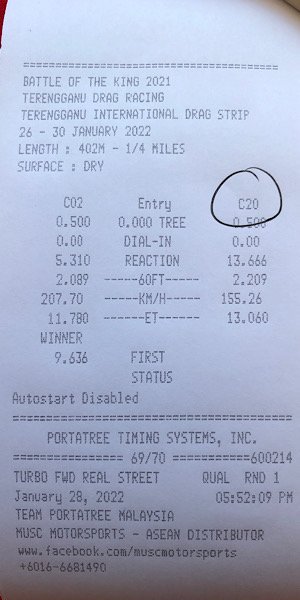 ========================================
BATTLE OF THE KING 2021
TERENGGANU DRAG RACING
TERENGGANU INTERNATIONAL DRAG STRIP
26 - 30 JANUARY 2022
LENGTH : 402M - 1/4 MILES
SURFACE : DRY
C02 Entry C20
0.500 0.000 TREE 0.500
0.00 DIAL-IN 0.00
5.310 REACTION 13.666
2.089 ------60FT------ 2.209
207.70 ------KM/H------ 155.26
11.780 -------ET------- 13.060
WINNER
9.636 FIRST
STATUS
Autostart Disabled
========================================
PORTATREE TIMING SYSTEMS, INC.
================ 69/70 ===========600214
TURBO FWD REAL STREET QUAL RND 1
January 28, 2022 05:52:09 PM
TEAM PORTATREE MALAYSIA
MUSC MOTORSPORTS - ASEAN DISTRIBUTOR
www.facebook.com/muscmotorsports
+6016-6681490